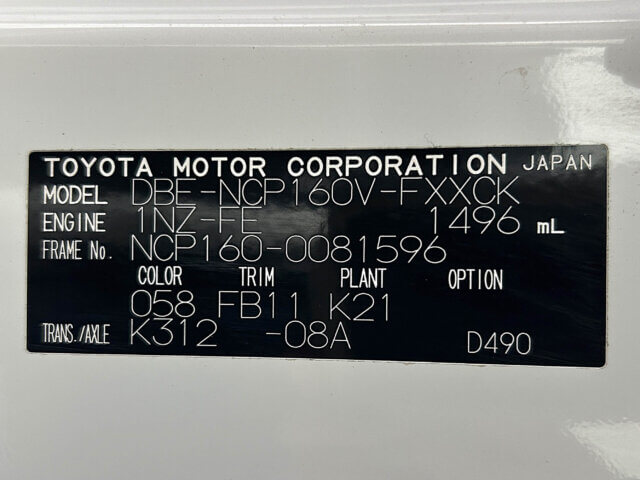 TOYOTA MOTOR CORPORATION JAPAN
MODEL DBE-NCP160V-FXXCK
ENGINE 1NZ-FE 1496 mL
FRAME No. NCP160-0081596
COLOR TRIM PLANT OPTION
058 FB11 K21
TRANS./AXLE K312 -08A D490